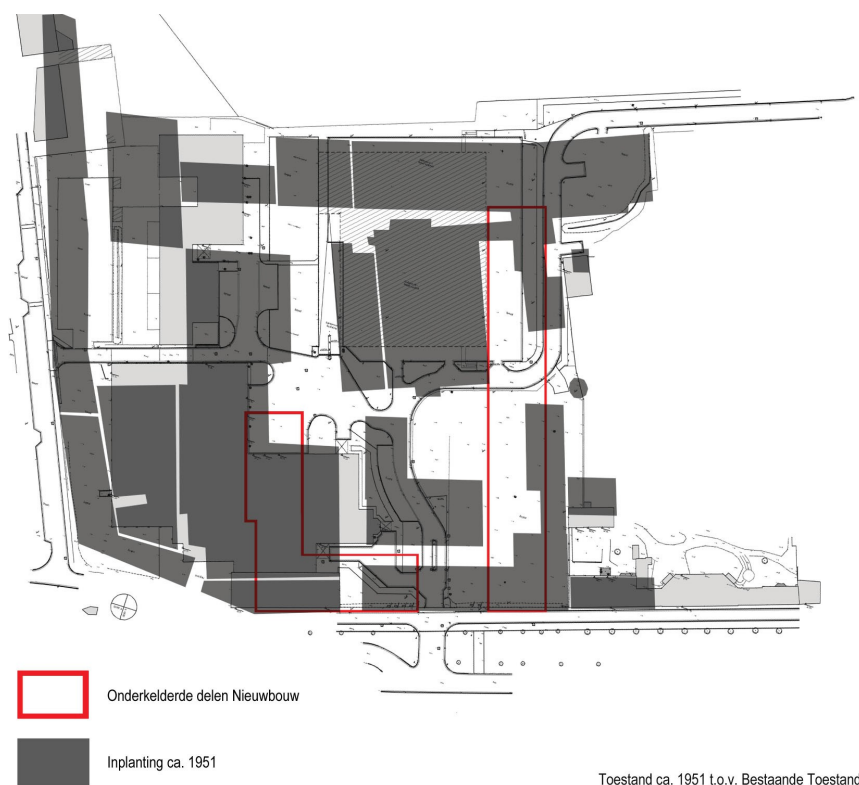 Onderkelderde delen Nieuwbouw
Inplanting ca. 1951
Toestand ca. 1951 t.o.v. Bestaande Toestand